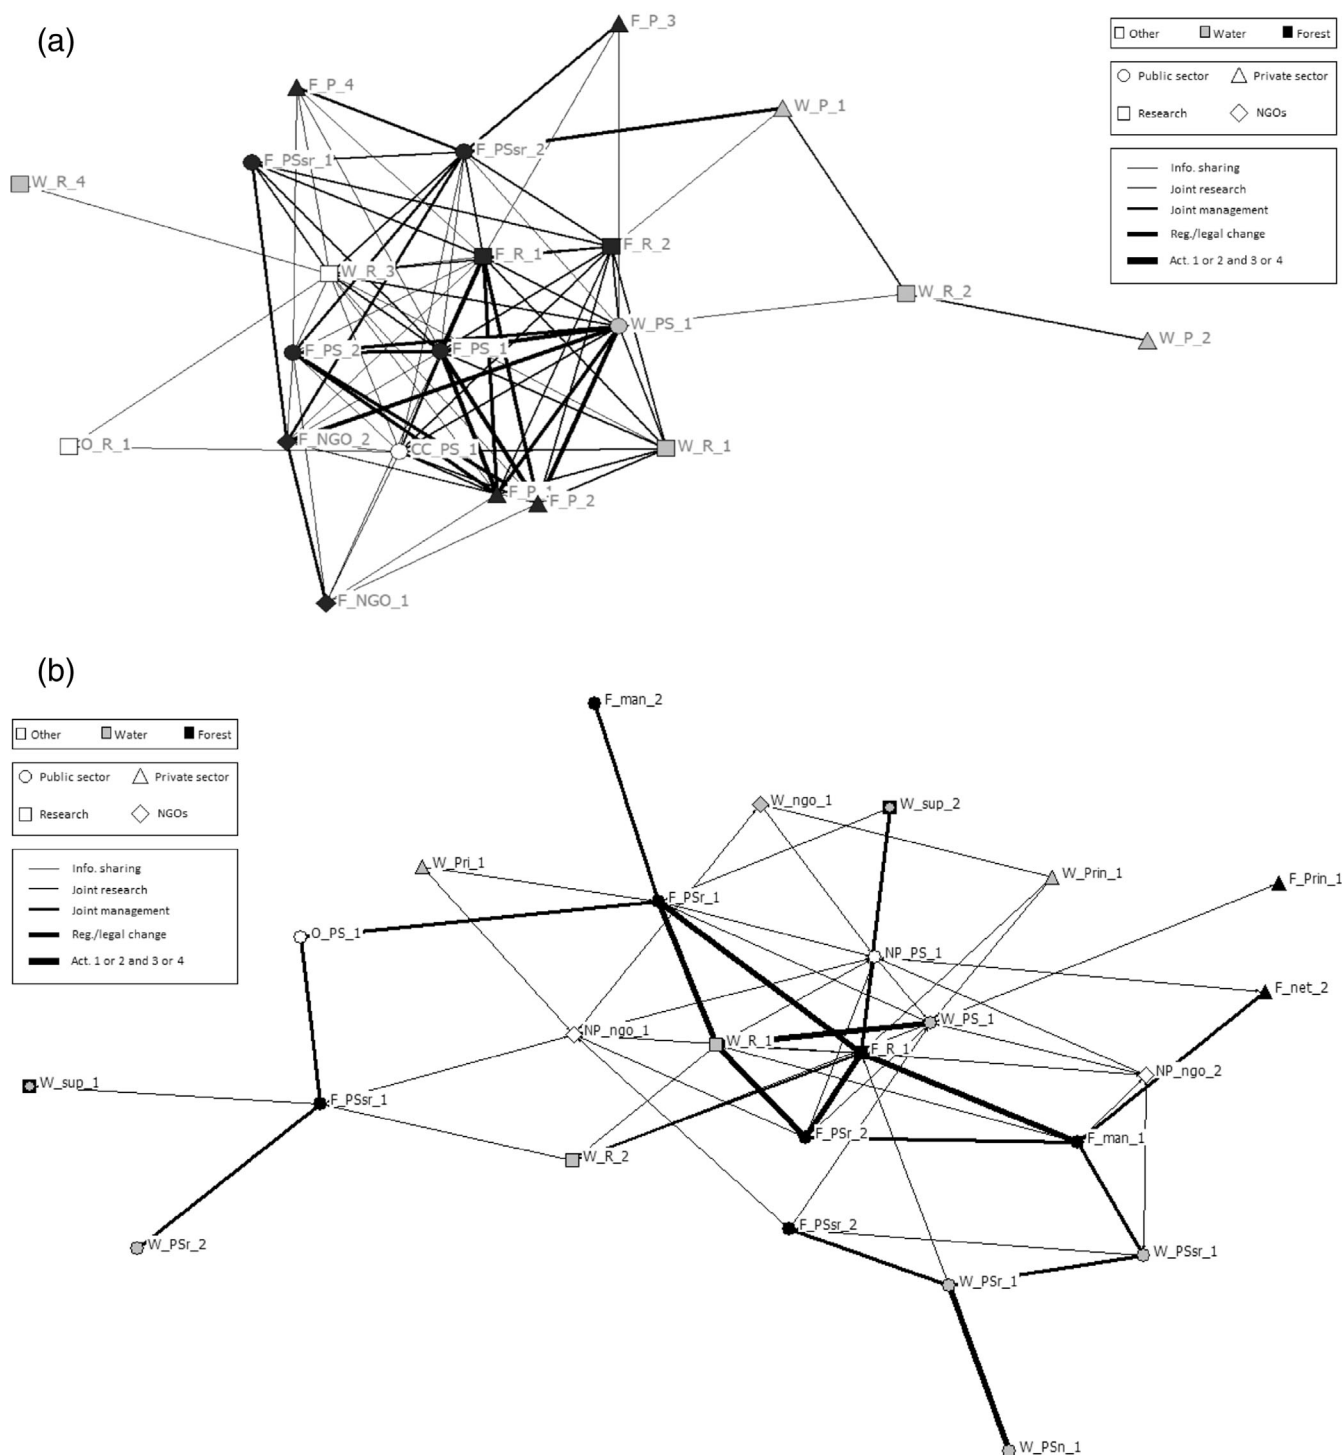 (a)
F_P_3
Other Water Forest
F_P_4
Public sector Private sector
W_P_1
Research NGOs
F_PSsr_2
F_PSsr_1
W_R_4
Info. sharing
Joint research
Joint management
Reg./legal change
Act. 1 or 2 and 3 or 4
F_R_2
F_R_1
W_R_3
W_R_2
W_PS_1
W_P_2
F_PS_2
F_PS_1
F_NGO_2
O_R_1
CC_PS_1
W_R_1
F_P_1
F_P_2
F_NGO_1
(b)
F_man_2
Other Water Forest
Public sector Private sector
Research NGOs
W_ngo_1
W_sup_2
Info. sharing
Joint research
Joint management
Reg./legal change
Act. 1 or 2 and 3 or 4
W_Pri_1
W_Prin_1
F_Prin_1
F_PSr_1
O_PS_1
NP_PS_1
F_net_2
W_PS_1
NP_ngo_1
W_R_1
F_R_1
NP_ngo_2
W_sup_1
F_PSsr_1
F_PSr_2
F_man_1
W_R_2
F_PSsr_2
W_PSr_2
W_PSsr_1
W_PSr_1
W_PSn_1